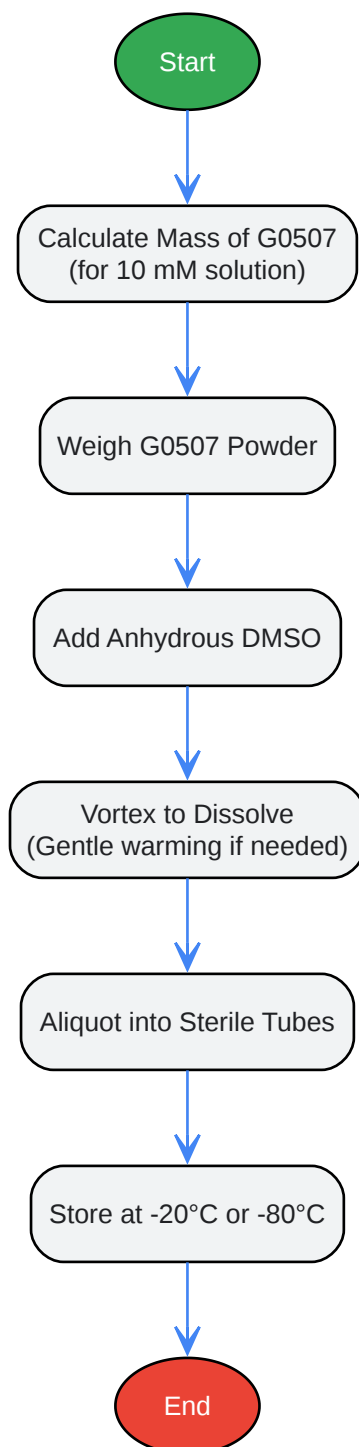 Start
Calculate Mass of G0507
(for 10 mM solution)
Weigh G0507 Powder
Add Anhydrous DMSO
Vortex to Dissolve
(Gentle warming if needed)
Aliquot into Sterile Tubes
Store at -20°C or -80°C
End